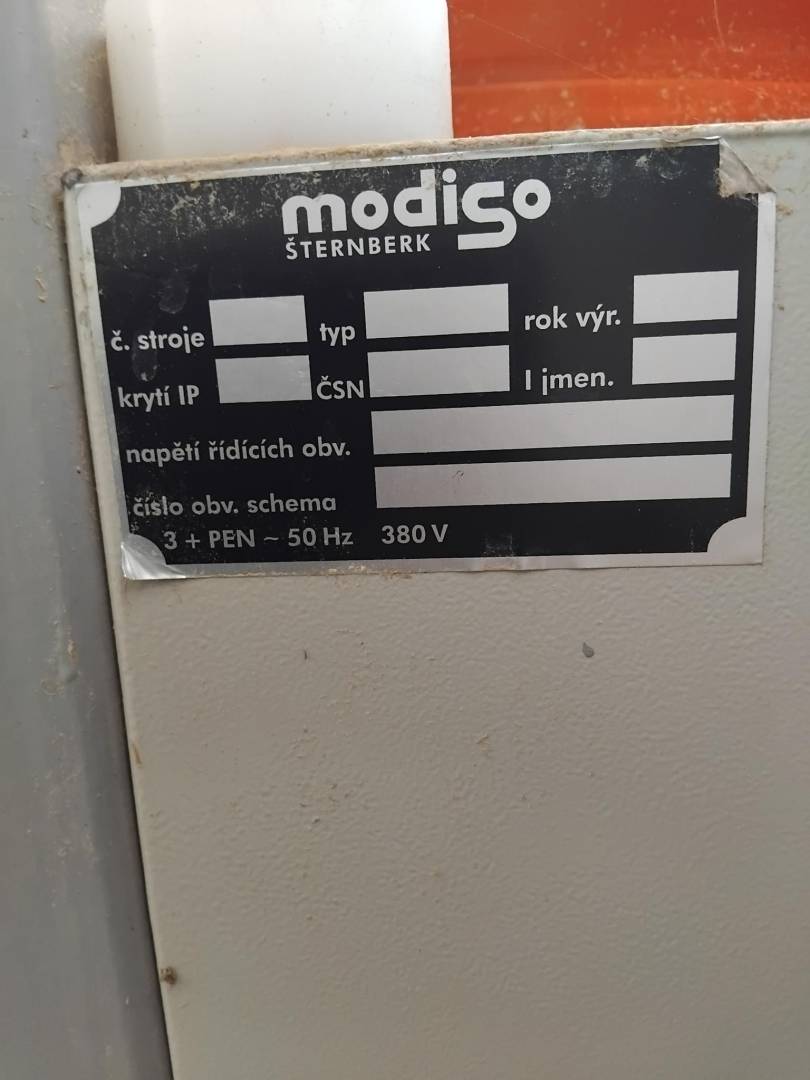 modigo
ŠTERNBERK
č. stroje typ rok výr.
krytí IP ČSN I jmen.
napětí řídících obv.
číslo obv. schema
3 + PEN ~ 50 Hz 380 V